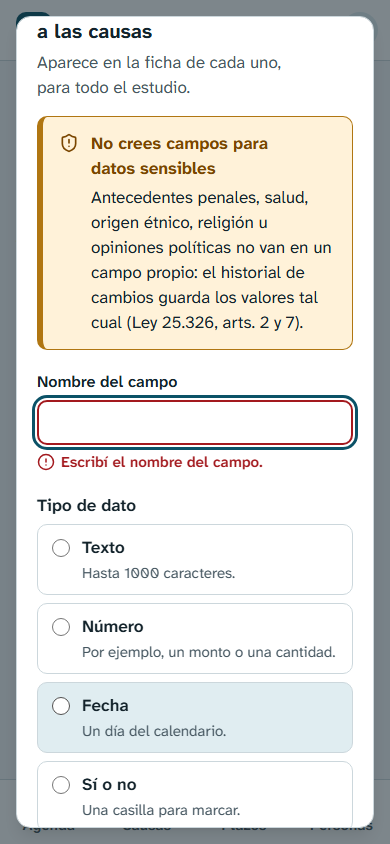 a las causas
Aparece en la ficha de cada uno,
para todo el estudio.
No crees campos para
datos sensibles
Antecedentes penales, salud,
origen étnico, religión u
opiniones políticas no van en un
campo propio: el historial de
cambios guarda los valores tal
cual (Ley 25.326, arts. 2 y 7).
Nombre del campo
Escribí el nombre del campo.
Tipo de dato
Texto
Hasta 1000 caracteres.
Número
Por ejemplo, un monto o una cantidad.
Fecha
Un día del calendario.
Sí o no
Una casilla para marcar.
Agenda Causas Plazos Personas